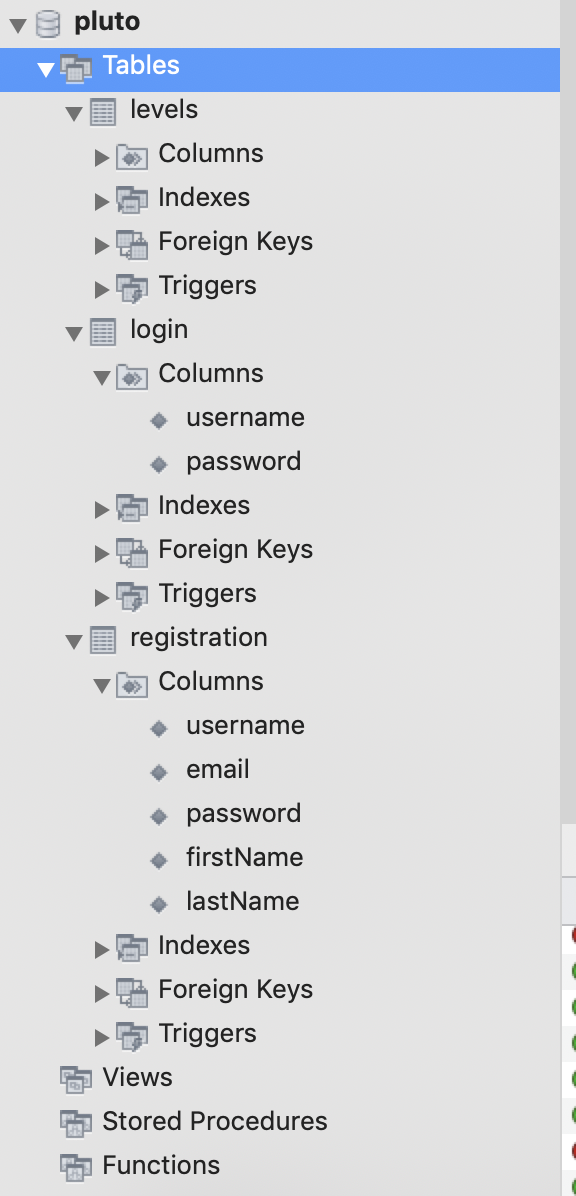 pluto
Tables
levels
Columns
Indexes
Foreign Keys
Triggers
login
Columns
username
password
Indexes
Foreign Keys
Triggers
registration
Columns
username
email
password
firstName
lastName
Indexes
Foreign Keys
Triggers
Views
Stored Procedures
Functions